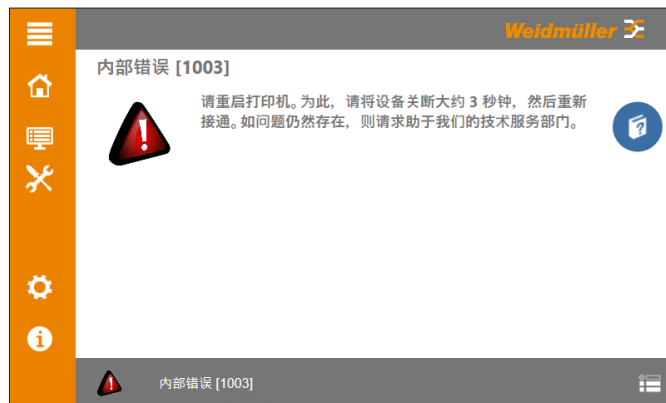 Weidmüller
内部错误 [1003]
请重启打印机。为此，请将设备关断大约 3 秒钟，然后重新
接通。如问题仍然存在，则请求助于我们的技术服务部门。
内部错误 [1003]